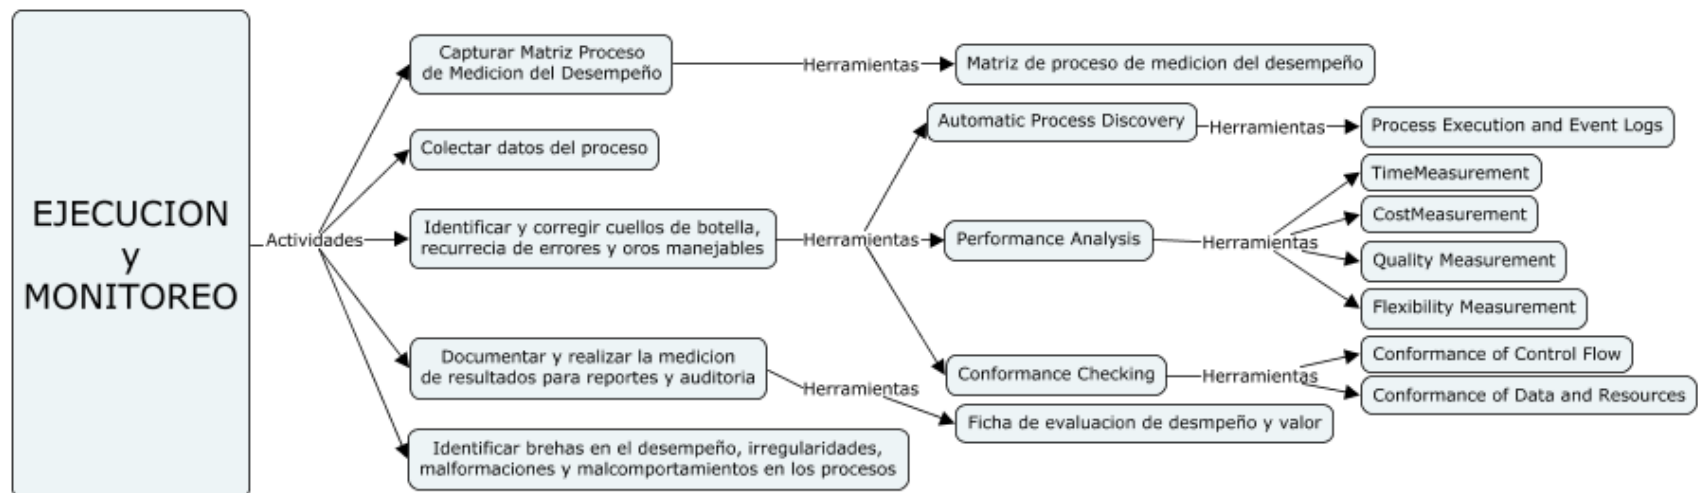 EJECUCION
y
MONITOREO
Actividades
Capturar Matriz Proceso
de Medicion del Desempeño
Herramientas
Matriz de proceso de medicion del desempeño
Colectar datos del proceso
Identificar y corregir cuellos de botella,
recurrecia de errores y oros manejables
Herramientas
Automatic Process Discovery
Herramientas
Process Execution and Event Logs
Performance Analysis
Herramientas
TimeMeasurement
CostMeasurement
Quality Measurement
Flexibility Measurement
Conformance Checking
Herramientas
Conformance of Control Flow
Conformance of Data and Resources
Documentar y realizar la medicion
de resultados para reportes y auditoria
Herramientas
Ficha de evaluacion de desmpeño y valor
Identificar brehas en el desempeño, irregularidades,
malformaciones y malcomportamientos en los procesos